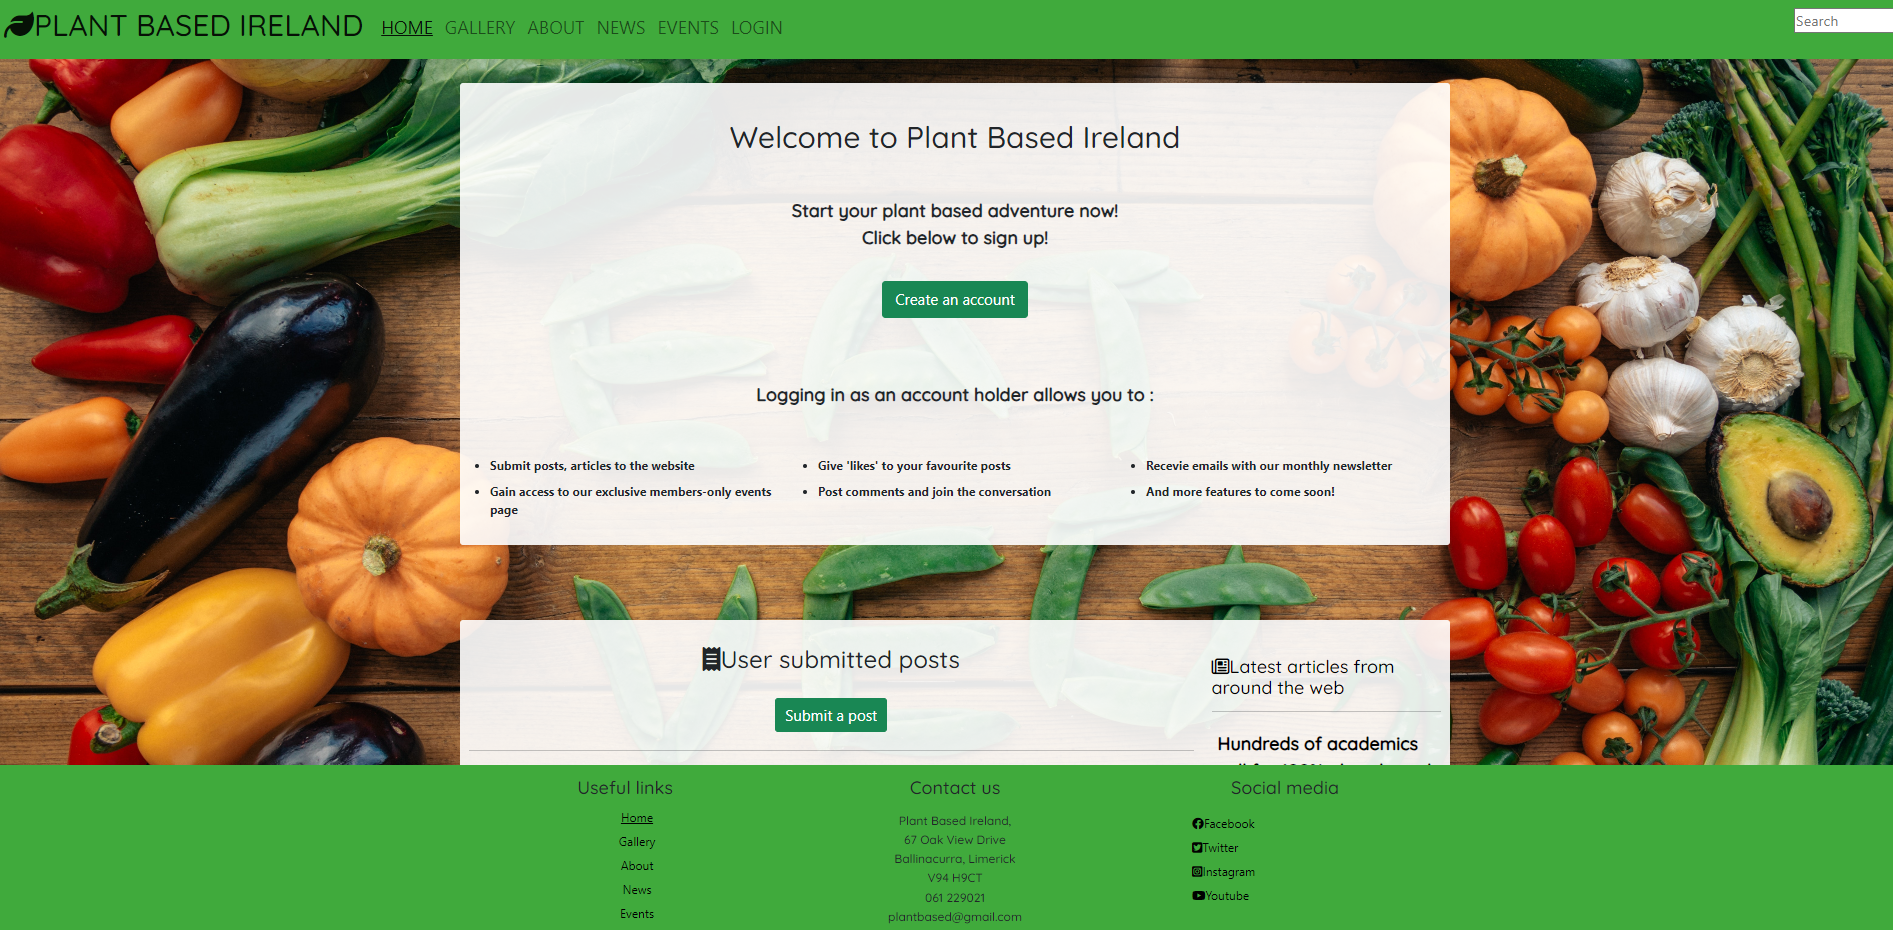 PLANT BASED IRELAND
HOME GALLERY ABOUT NEWS EVENTS LOGIN
Search
Welcome to Plant Based Ireland
Start your plant based adventure now!
Click below to sign up!
Create an account
Logging in as an account holder allows you to :
Submit posts, articles to the website
Gain access to our exclusive members-only events
page
Give 'likes' to your favourite posts
Post comments and join the conversation
Recevie emails with our monthly newsletter
And more features to come soon!
User submitted posts
Submit a post
Latest articles from
around the web
Hundreds of academics
Useful links
Home
Gallery
About
News
Events
Contact us
Plant Based Ireland,
67 Oak View Drive
Ballinacurra, Limerick
V94 H9CT
061 229021
plantbased@gmail.com
Social media
Facebook
Twitter
Instagram
Youtube